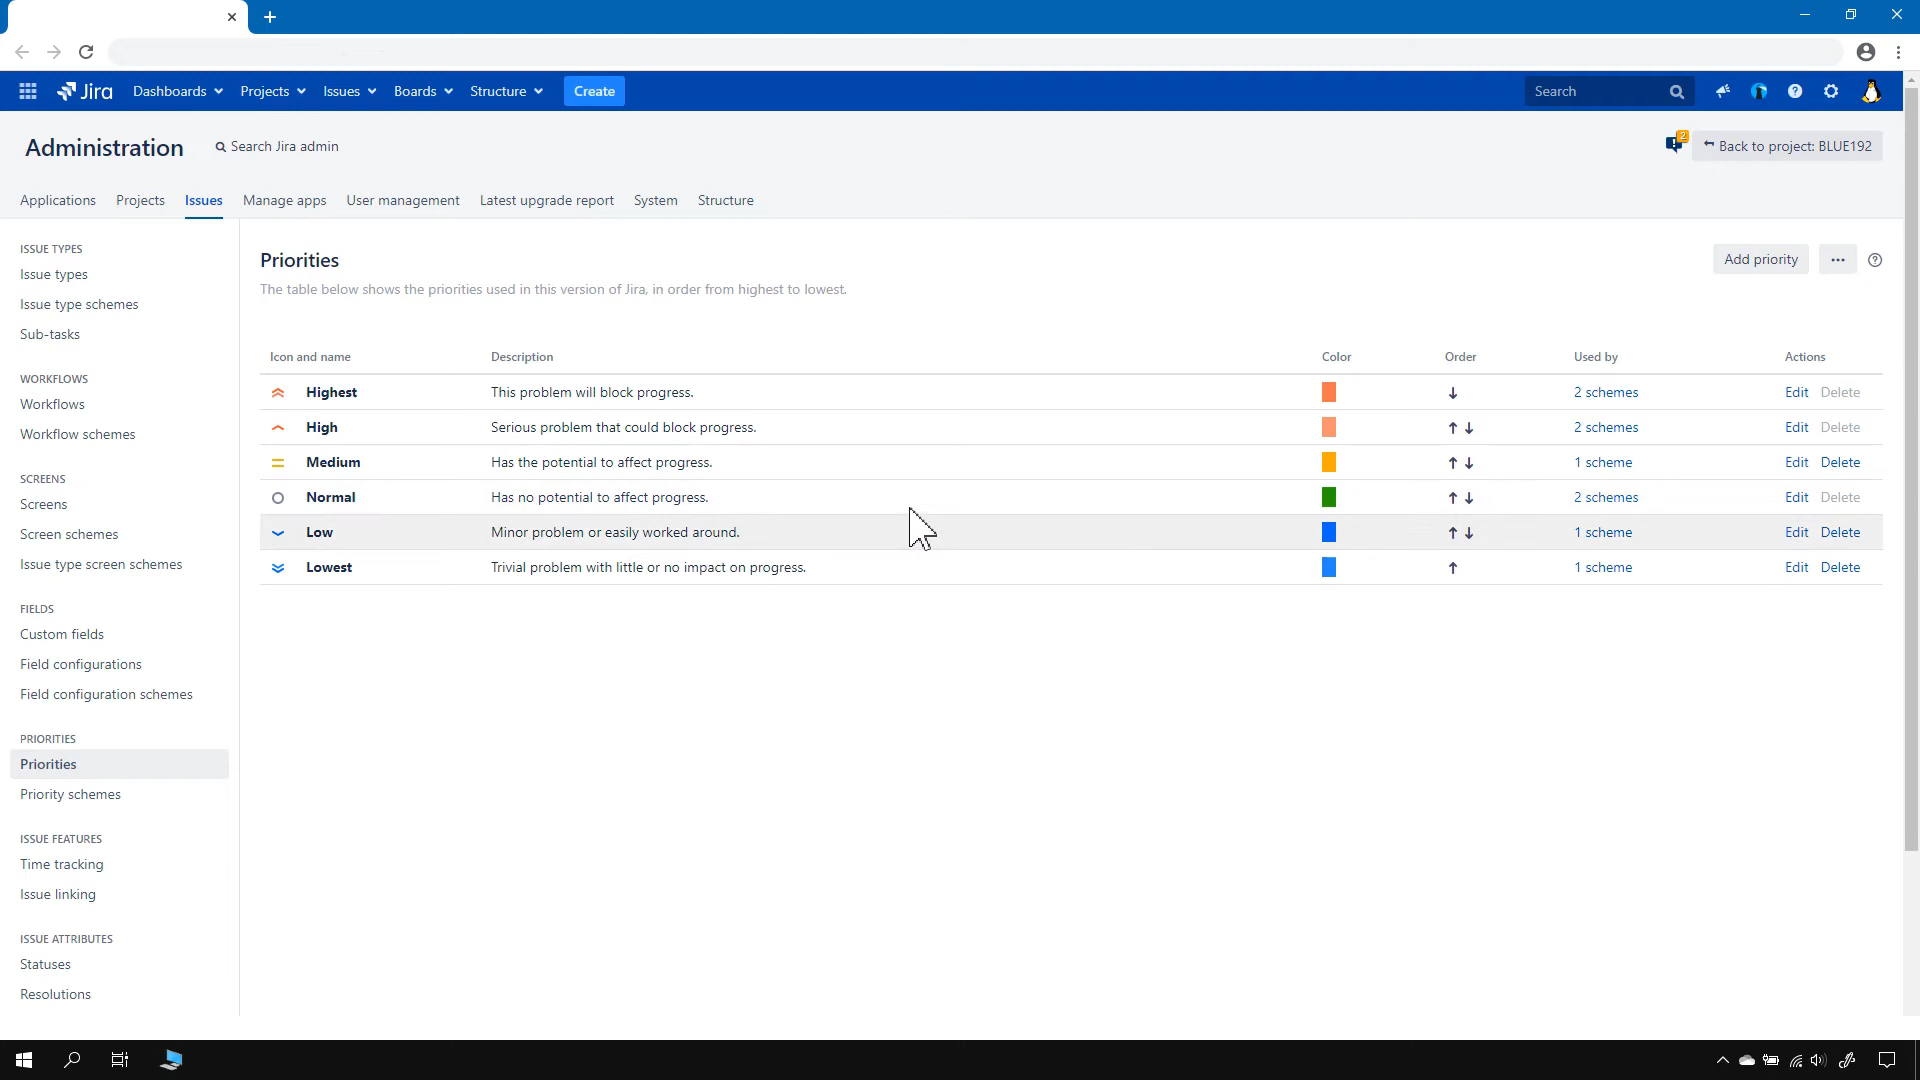 Jira Dashboards Projects Issues Boards Structure Create Search
Administration Search Jira admin 2 Back to project: BLUE192
Applications Projects Issues Manage apps User management Latest upgrade report System Structure
ISSUE TYPES
Issue types
Issue type schemes
Sub-tasks
WORKFLOWS
Workflows
Workflow schemes
SCREENS
Screens
Screen schemes
Issue type screen schemes
FIELDS
Custom fields
Field configurations
Field configuration schemes
PRIORITIES
Priorities
Priority schemes
ISSUE FEATURES
Time tracking
Issue linking
ISSUE ATTRIBUTES
Statuses
Resolutions
Priorities Add priority
The table below shows the priorities used in this version of Jira, in order from highest to lowest.
Icon and name Description Color Order Used by Actions
Highest This problem will block progress. 2 schemes Edit Delete
High Serious problem that could block progress. 2 schemes Edit Delete
Medium Has the potential to affect progress. 1 scheme Edit Delete
Normal Has no potential to affect progress. 2 schemes Edit Delete
Low Minor problem or easily worked around. 1 scheme Edit Delete
Lowest Trivial problem with little or no impact on progress. 1 scheme Edit Delete